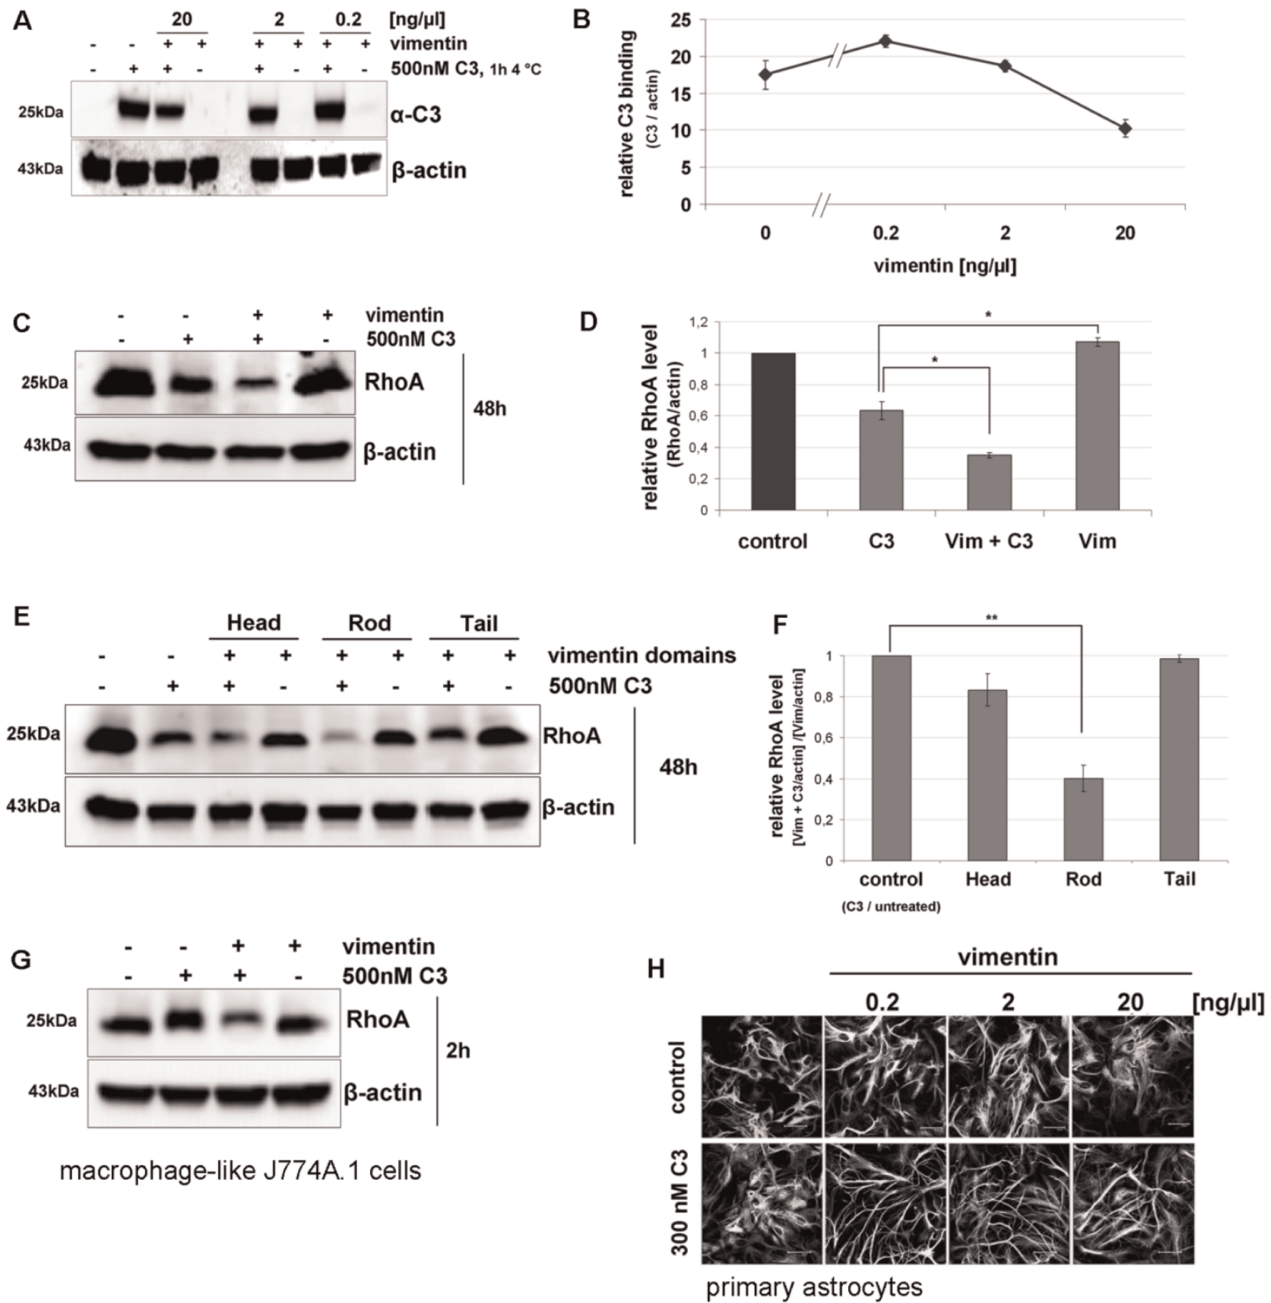 A
20 2 0.2 [ng/µl]
- - + + + - + + vimentin
- + + - + - + - 500nM C3, 1h 4 °C
25kDa α-C3
43kDa β-actin
B
relative C3 binding
(C3 / actin)
25
20
15
10
5
0
0 0.2 2 20
vimentin [ng/µl]
C
- - + + vimentin
- + + - 500nM C3
25kDa RhoA
43kDa β-actin
48h
D
relative RhoA level
(RhoA/actin)
1,2
1
0,8
0,6
0,4
0,2
0
*
*
control C3 Vim + C3 Vim
E
Head Rod Tail
- - + + + + + + vimentin domains
- + + - + - + - 500nM C3
25kDa RhoA
43kDa β-actin
48h
F
relative RhoA level
[Vim + C3/actin] /[Vim/actin]
1
0,8
0,6
0,4
0,2
0
**
control Head Rod Tail
(C3 / untreated)
G
- - + + vimentin
- + + - 500nM C3
25kDa RhoA
43kDa β-actin
2h
macrophage-like J774A.1 cells
H
vimentin
0.2 2 20 [ng/µl]
control
300 nM C3
primary astrocytes